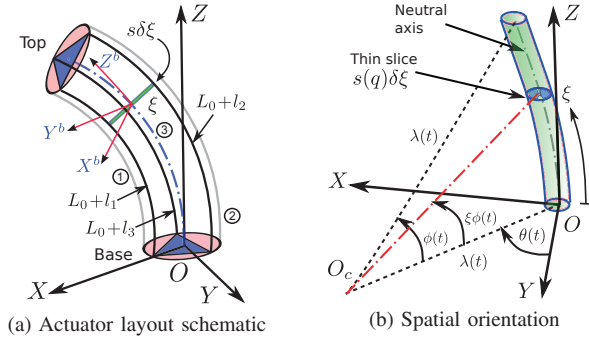 Top
Z
sδξ
Z^b
ξ
L_0+l_2
Y^b
③
X^b
①
L_0+l_1
L_0+l_3
②
Base
O
X
Y
(a) Actuator layout schematic
Neutral
axis
Z
Thin slice
s(q)δξ
ξ
λ(t)
X
O
ξϕ(t)
ϕ(t)
θ(t)
λ(t)
O_c
Y
(b) Spatial orientation